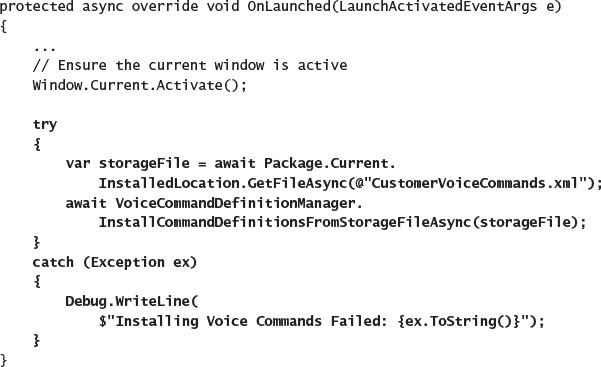 protected async override void OnLaunched(LaunchActivatedEventArgs e)
{
    ...
    // Ensure the current window is active
    Window.Current.Activate();

    try
    {
        var storageFile = await Package.Current.
            InstalledLocation.GetFileAsync(@"CustomerVoiceCommands.xml");
        await VoiceCommandDefinitionManager.
            InstallCommandDefinitionsFromStorageFileAsync(storageFile);
    }
    catch (Exception ex)
    {
        Debug.WriteLine(
            $"Installing Voice Commands Failed: {ex.ToString()}");
    }
}